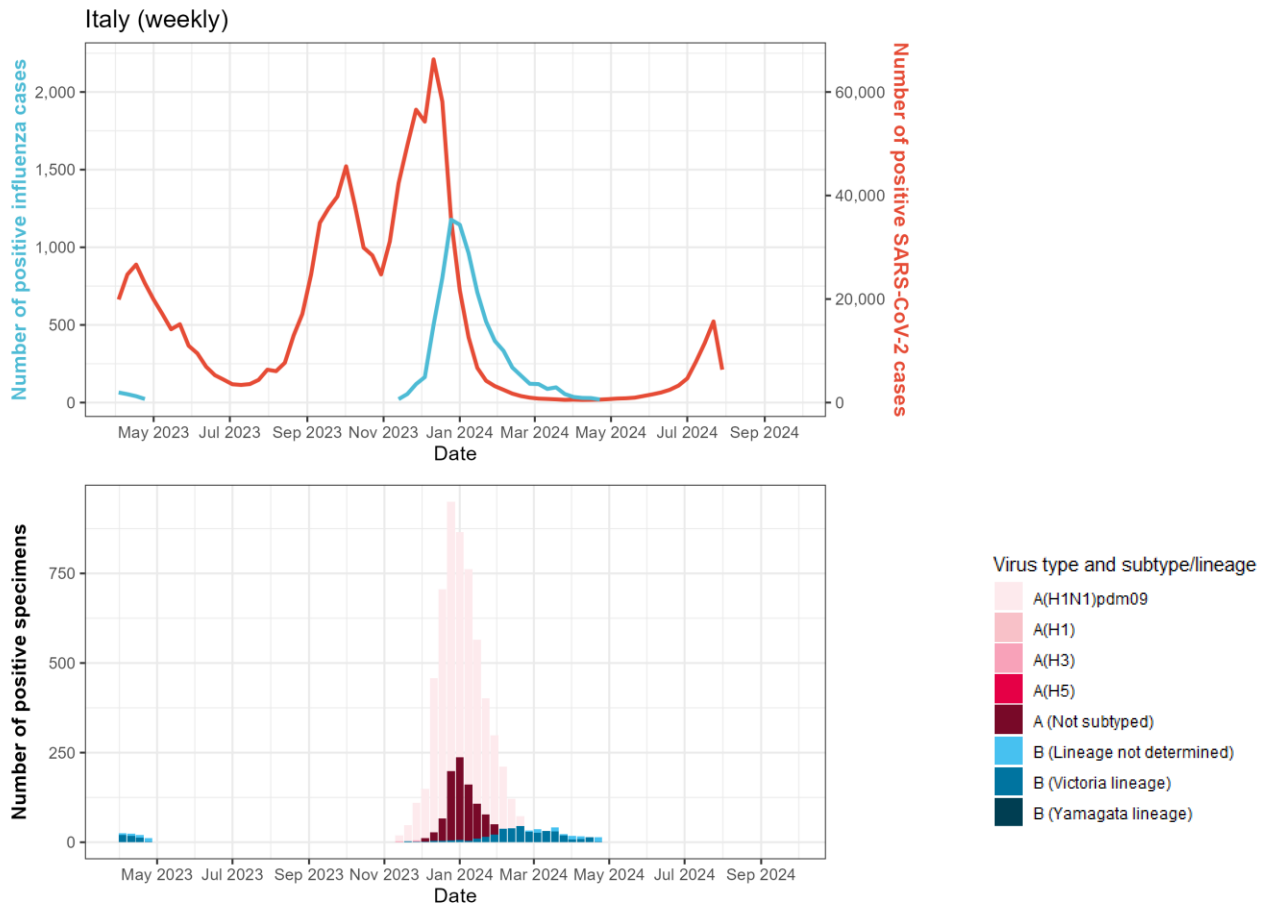 Italy (weekly)
Number of positive influenza cases
2,000
1,500
1,000
500
0
60,000
40,000
20,000
0
Number of positive SARS-CoV-2 cases
May 2023 Jul 2023 Sep 2023 Nov 2023 Jan 2024 Mar 2024 May 2024 Jul 2024 Sep 2024
Date
Number of positive specimens
750
500
250
0
May 2023 Jul 2023 Sep 2023 Nov 2023 Jan 2024 Mar 2024 May 2024 Jul 2024 Sep 2024
Date
Virus type and subtype/lineage
A(H1N1)pdm09
A(H1)
A(H3)
A(H5)
A (Not subtyped)
B (Lineage not determined)
B (Victoria lineage)
B (Yamagata lineage)